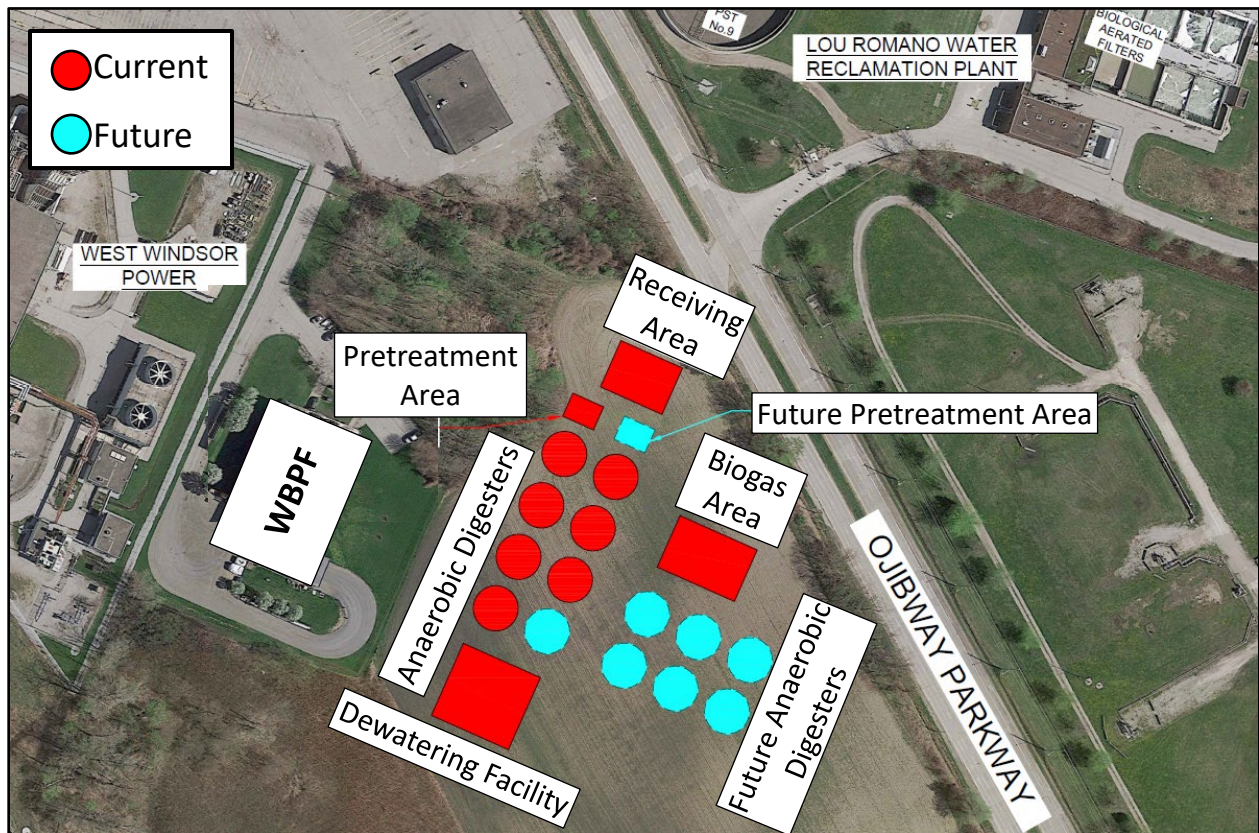 Current
Future
PST
No.9
LOU ROMANO WATER
RECLAMATION PLANT
BIOLOGICAL
AERATED
FILTERS
WEST WINDSOR
POWER
Receiving
Area
Pretreatment
Area
Future Pretreatment Area
Anaerobic Digesters
Biogas
Area
WBPF
OJIBWAY PARKWAY
Future Anaerobic
Digesters
Dewatering Facility